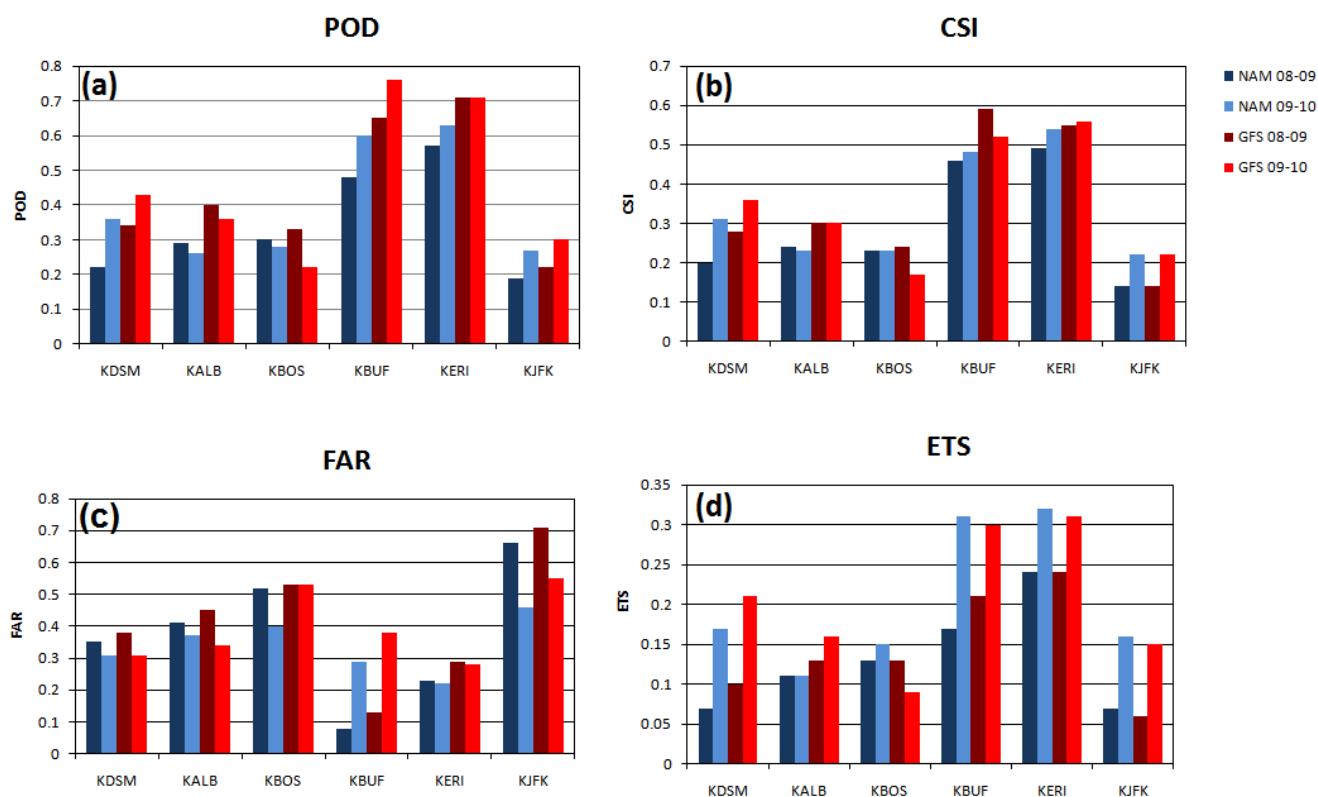 POD
(a)
0.8
0.7
0.6
0.5
0.4
0.3
0.2
0.1
0
POD
KDSM KALB KBOS KBUF KERI KJFK
CSI
(b)
0.7
0.6
0.5
0.4
0.3
0.2
0.1
0
CSI
KDSM KALB KBOS KBUF KERI KJFK
NAM 08-09
NAM 09-10
GFS 08-09
GFS 09-10
FAR
(c)
0.8
0.7
0.6
0.5
0.4
0.3
0.2
0.1
0
FAR
KDSM KALB KBOS KBUF KERI KJFK
ETS
(d)
0.35
0.3
0.25
0.2
0.15
0.1
0.05
0
ETS
KDSM KALB KBOS KBUF KERI KJFK